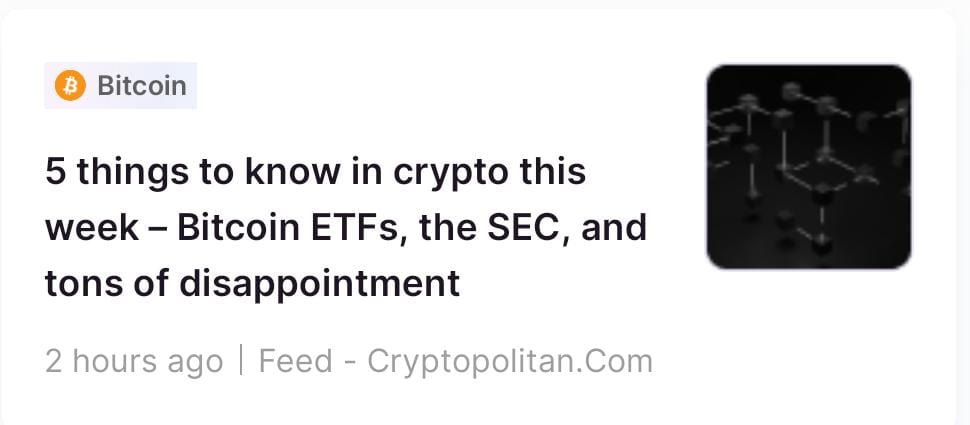 Bitcoin
5 things to know in crypto this
week – Bitcoin ETFs, the SEC, and
tons of disappointment
2 hours ago | Feed - Cryptopolitan.Com